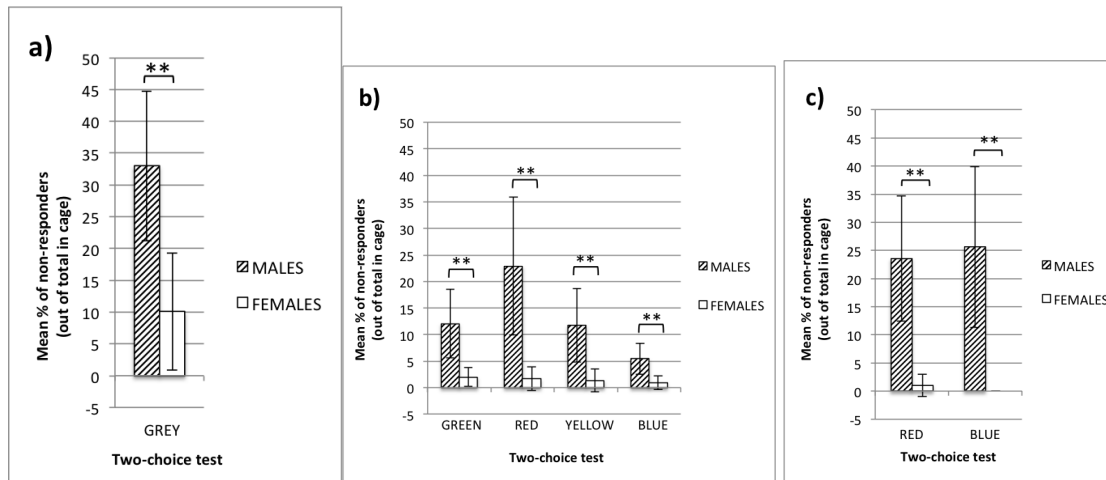 a)
Mean % of non-responders
(out of total in cage)
50
45
40
35
30
25
20
15
10
5
0
-5
**
GREY
Two-choice test
MALES
FEMALES
b)
Mean % of non-responders
(out of total in cage)
50
45
40
35
30
25
20
15
10
5
0
-5
**
**
**
**
GREEN RED YELLOW BLUE
Two-choice test
MALES
FEMALES
c)
Mean % of non-responders
(out of total in cage)
50
45
40
35
30
25
20
15
10
5
0
-5
**
**
RED BLUE
Two-choice test
MALES
FEMALES